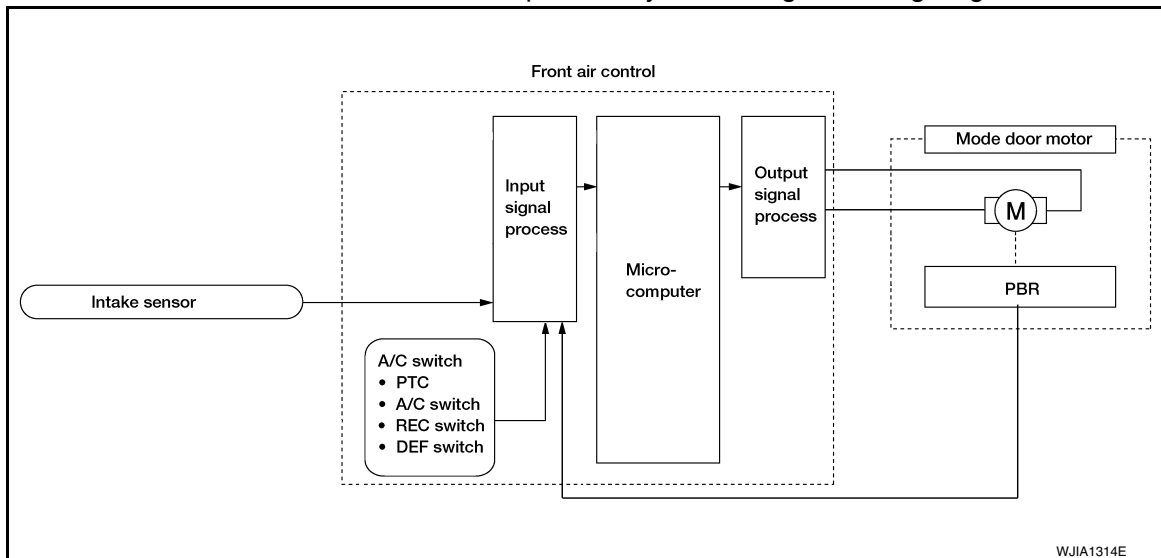 Front air control
Mode door motor
Input
signal
process
Output
signal
process
M
Micro-
computer
PBR
Intake sensor
A/C switch
• PTC
• A/C switch
• REC switch
• DEF switch
WJIA1314E